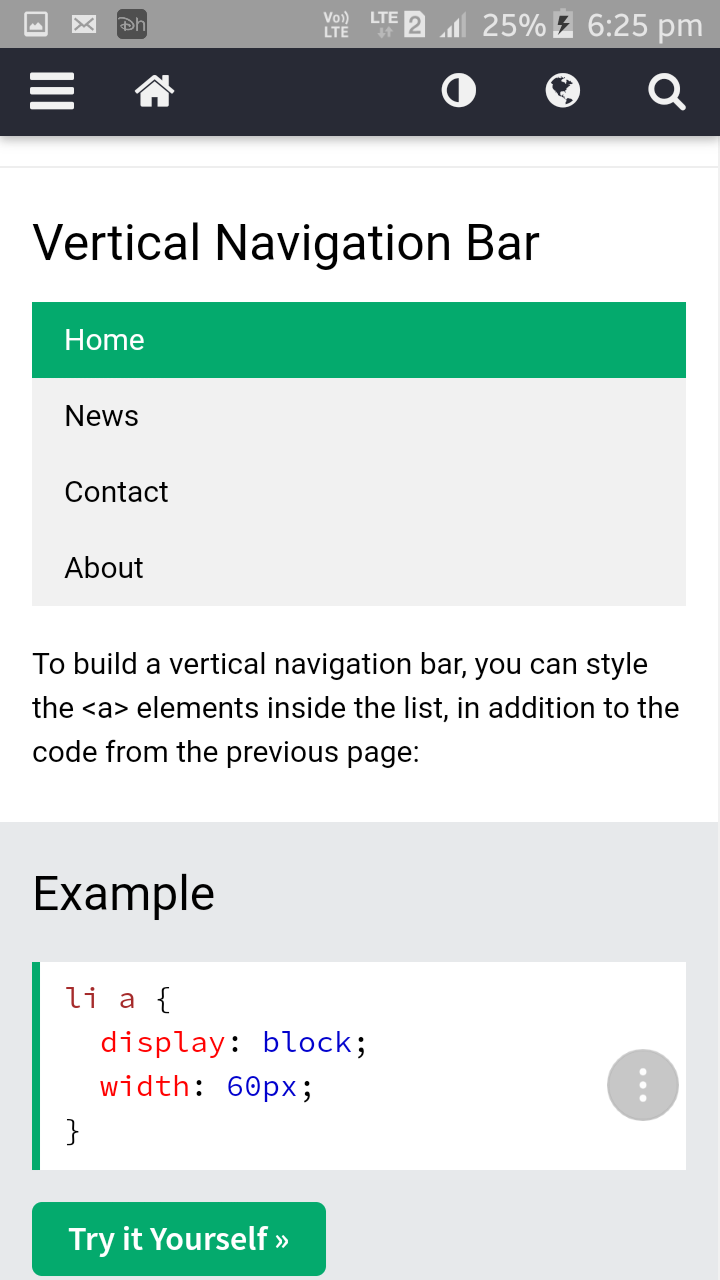 Dh Vo)) LTE LTE 2 25% 6:25 pm
Vertical Navigation Bar
Home
News
Contact
About
To build a vertical navigation bar, you can style
the <a> elements inside the list, in addition to the
code from the previous page:
Example
li a {
  display: block;
  width: 60px;
}
Try it Yourself »